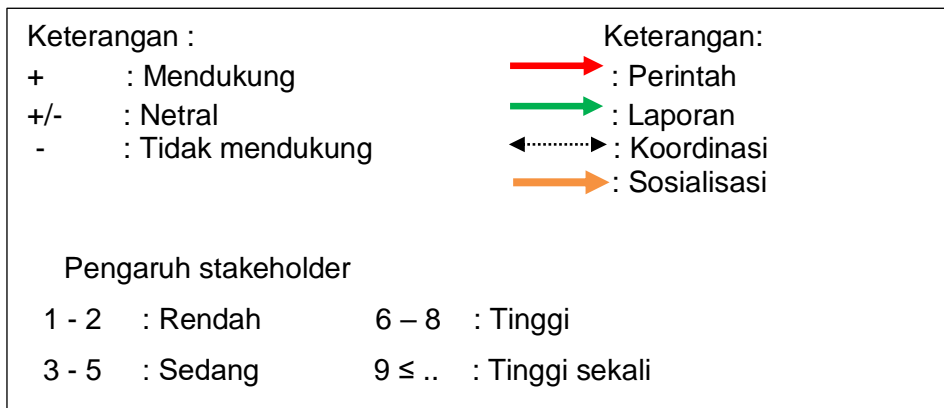 Keterangan : Keterangan:
+ : Mendukung : Perintah
+/- : Netral : Laporan
- : Tidak mendukung : Koordinasi
: Sosialisasi
Pengaruh stakeholder
1 - 2 : Rendah 6 – 8 : Tinggi
3 - 5 : Sedang 9 ≤ .. : Tinggi sekali